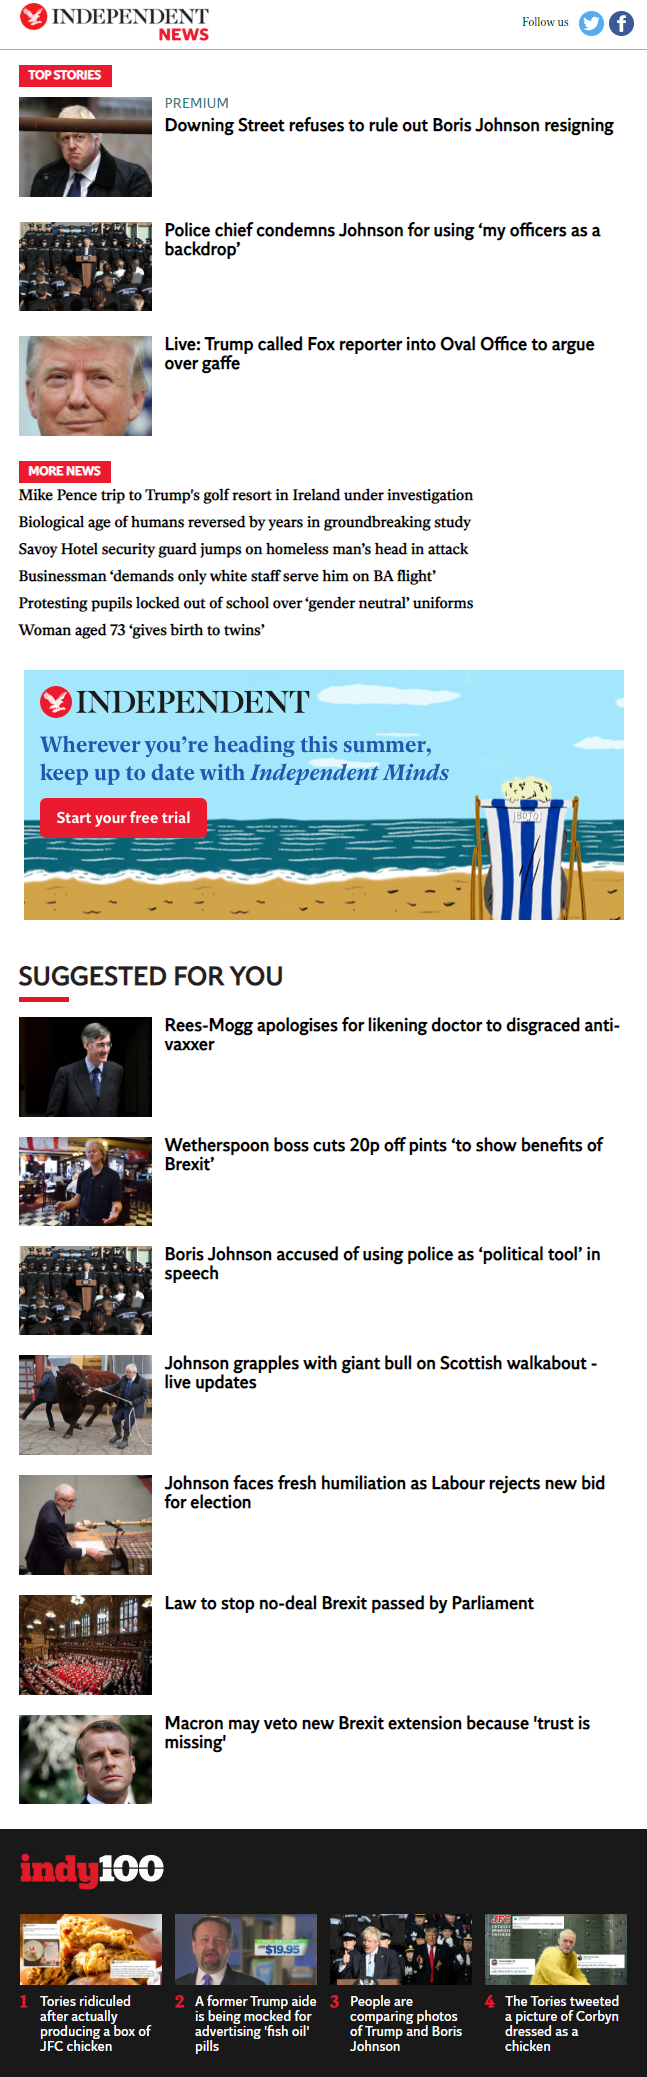 INDEPENDENT
NEWS
Follow us
TOP STORIES
PREMIUM
Downing Street refuses to rule out Boris Johnson resigning
Police chief condemns Johnson for using ‘my officers as a
backdrop’
Live: Trump called Fox reporter into Oval Office to argue
over gaffe
MORE NEWS
Mike Pence trip to Trump's golf resort in Ireland under investigation
Biological age of humans reversed by years in groundbreaking study
Savoy Hotel security guard jumps on homeless man’s head in attack
Businessman ‘demands only white staff serve him on BA flight’
Protesting pupils locked out of school over ‘gender neutral’ uniforms
Woman aged 73 ‘gives birth to twins’
INDEPENDENT
Wherever you’re heading this summer,
keep up to date with Independent Minds
Start your free trial
SUGGESTED FOR YOU
Rees-Mogg apologises for likening doctor to disgraced anti-
vaxxer
Wetherspoon boss cuts 20p off pints ‘to show benefits of
Brexit’
Boris Johnson accused of using police as ‘political tool’ in
speech
Johnson grapples with giant bull on Scottish walkabout -
live updates
Johnson faces fresh humiliation as Labour rejects new bid
for election
Law to stop no-deal Brexit passed by Parliament
Macron may veto new Brexit extension because 'trust is
missing'
indy100
$19.95
JFC
1 Tories ridiculed
after actually
producing a box of
JFC chicken
2 A former Trump aide
is being mocked for
advertising 'fish oil'
pills
3 People are
comparing photos
of Trump and Boris
Johnson
4 The Tories tweeted
a picture of Corbyn
dressed as a
chicken